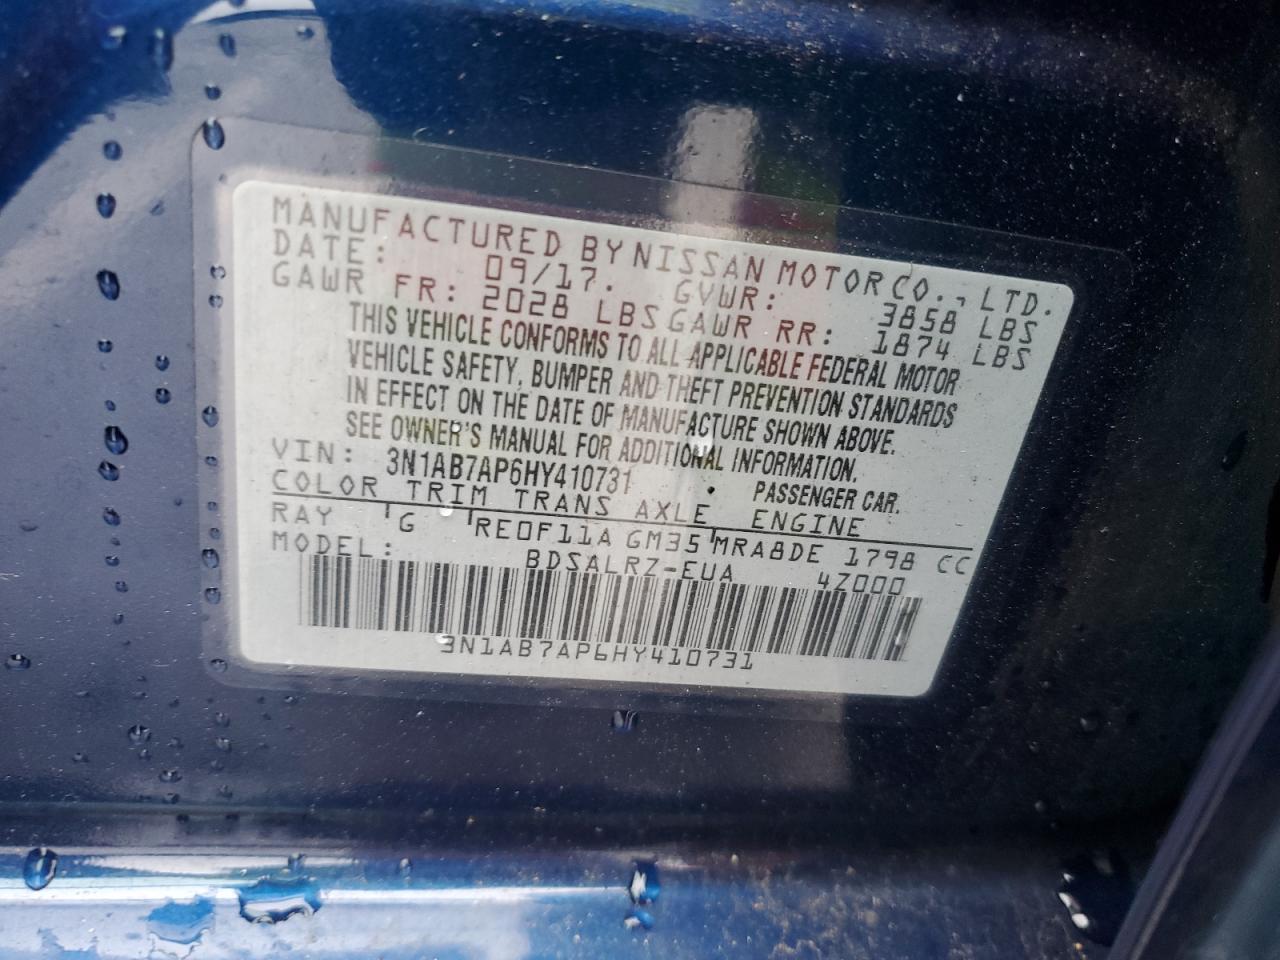 MANUFACTURED BY NISSAN MOTOR CO., LTD.
DATE: 09/17. GVWR: 3858 LBS
GAWR FR: 2028 LBS GAWR RR: 1874 LBS
THIS VEHICLE CONFORMS TO ALL APPLICABLE FEDERAL MOTOR
VEHICLE SAFETY, BUMPER AND THEFT PREVENTION STANDARDS
IN EFFECT ON THE DATE OF MANUFACTURE SHOWN ABOVE.
SEE OWNER'S MANUAL FOR ADDITIONAL INFORMATION.
VIN: 3N1AB7AP6HY410731 PASSENGER CAR.
COLOR TRIM TRANS AXLE ENGINE
RAY G RE0F11A GM35 MRA8DE 1798 CC
MODEL: BDSALRZ-EUA 4Z000
3N1AB7AP6HY410731